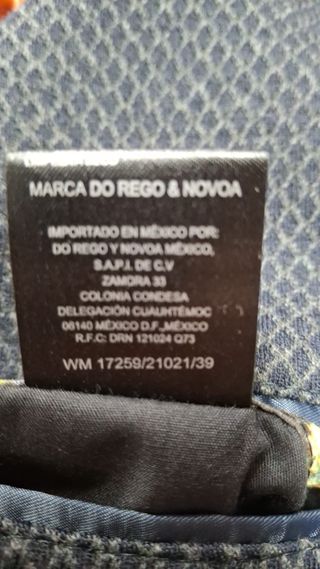 MARCA DO REGO & NOVOA
IMPORTADO EN MÉXICO POR:
DO REGO Y NOVOA MÉXICO,
S.A.P.I. DE C.V
ZAMORA 33
COLONIA CONDESA
DELEGACIÓN CUAUHTÉMOC
06140 MÉXICO D.F.,MÉXICO
R.F.C: DRN 121024 Q73
WM 17259/21021/39